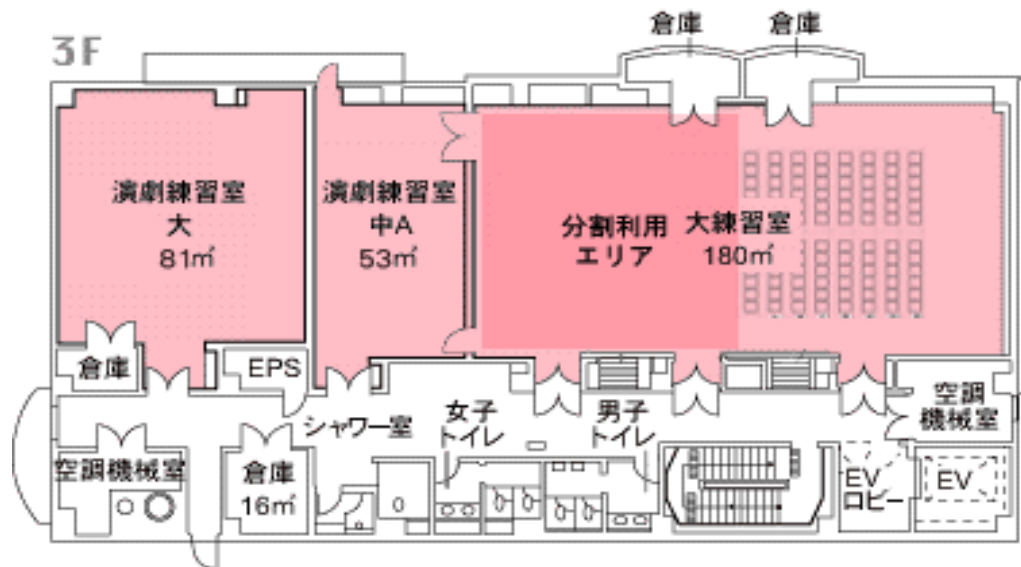 3F
倉庫
倉庫
演劇練習室
大
81㎡
演劇練習室
中A
53㎡
分割利用
エリア
大練習室
180㎡
倉庫
EPS
シャワー室
女子
トイレ
男子
トイレ
空調
機械室
空調機械室
倉庫
16㎡
EV
ロビー
EV